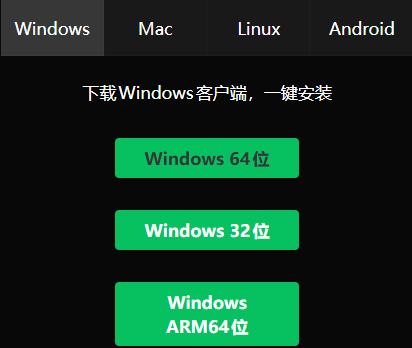 Windows Mac Linux Android
下载Windows客户端，一键安装
Windows 64位
Windows 32位
Windows
ARM64位